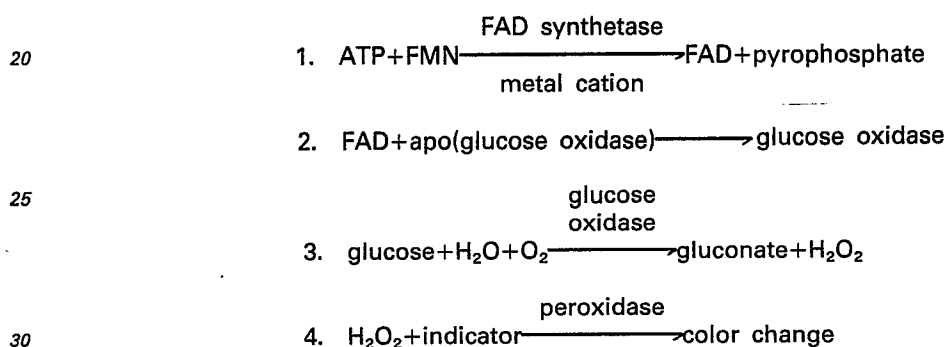 FAD synthetase
20 1. ATP+FMN→FAD+pyrophosphate
metal cation
2. FAD+apo(glucose oxidase)→glucose oxidase
25 glucose
oxidase
3. glucose+H₂O+O₂→gluconate+H₂O₂
peroxidase
30 4. H₂O₂+indicator→color change